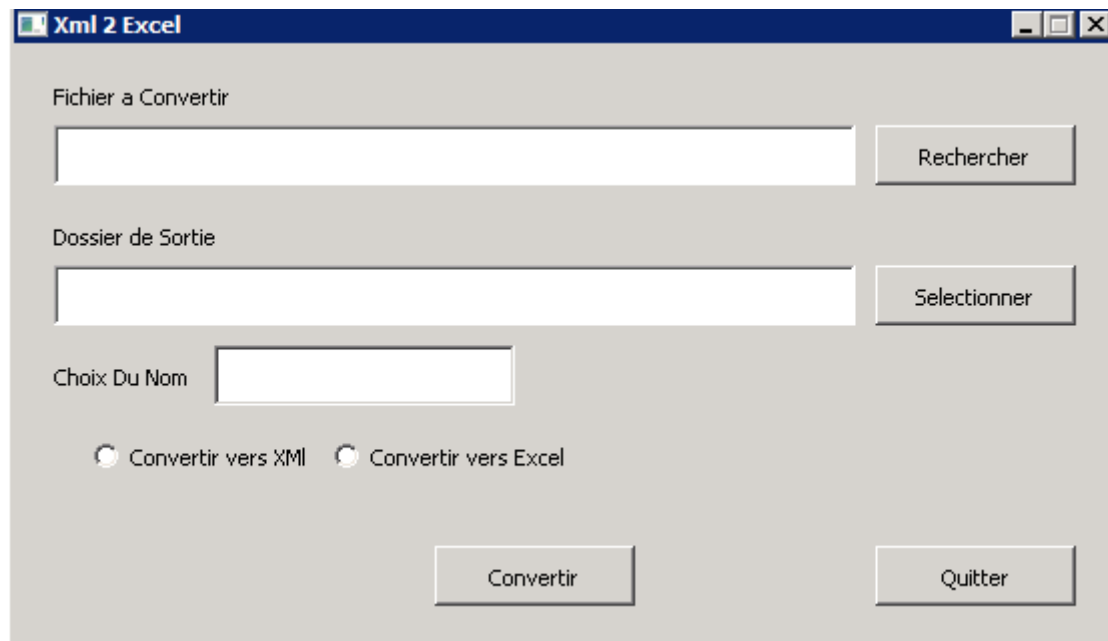 Xml 2 Excel
Fichier a Convertir
Rechercher
Dossier de Sortie
Selectionner
Choix Du Nom
Convertir vers XMl
Convertir vers Excel
Convertir
Quitter